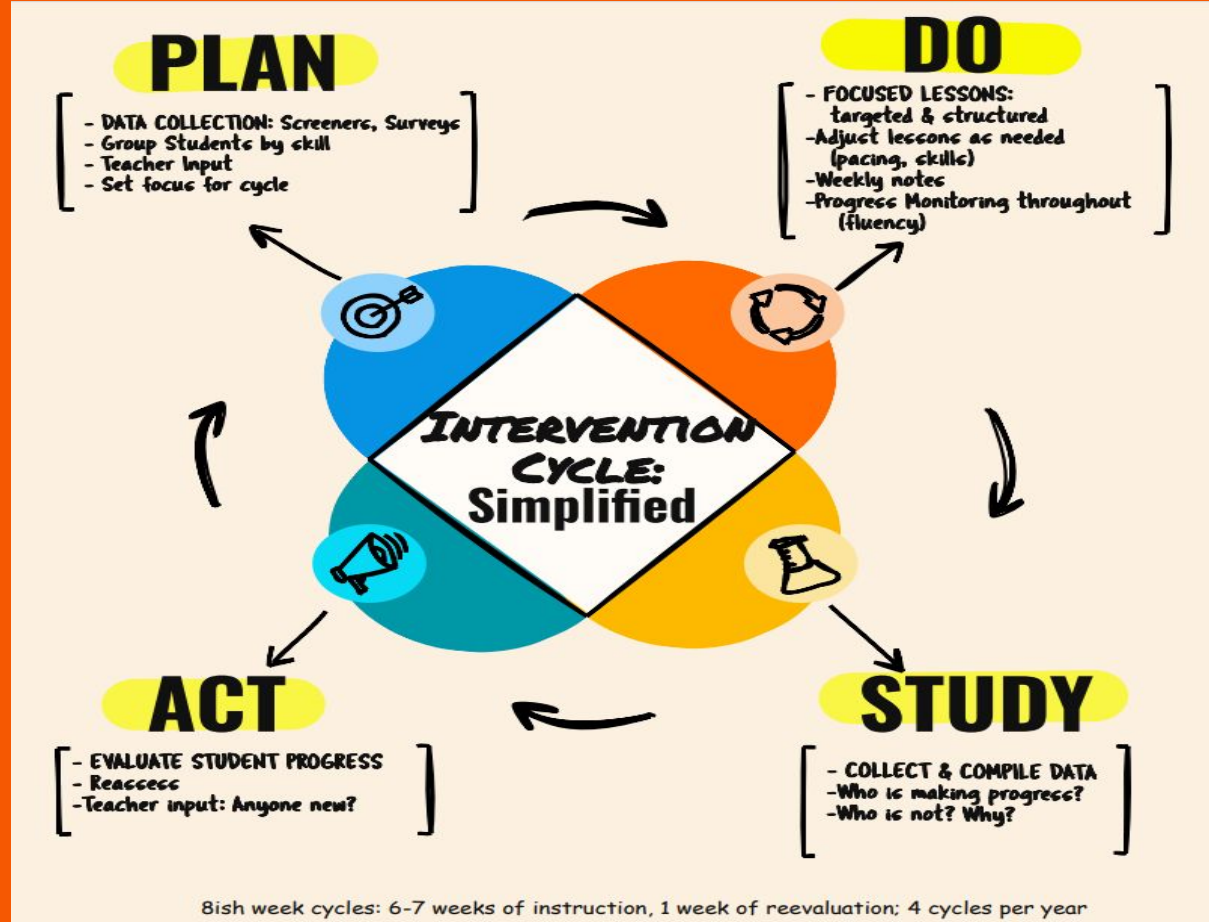 PLAN
- DATA COLLECTION: Screeners, Surveys
- Group Students by skill
- Teacher Input
- Set focus for cycle
DO
- FOCUSED LESSONS:
targeted & structured
-Adjust lessons as needed
(pacing, skills)
-Weekly notes
-Progress Monitoring throughout
(fluency)
INTERVENTION
CYCLE:
Simplified
ACT
- EVALUATE STUDENT PROGRESS
- Reassess
-Teacher input: Anyone new?
STUDY
- COLLECT & COMPILE DATA
-Who is making progress?
-Who is not? Why?
8ish week cycles: 6-7 weeks of instruction, 1 week of reevaluation; 4 cycles per year